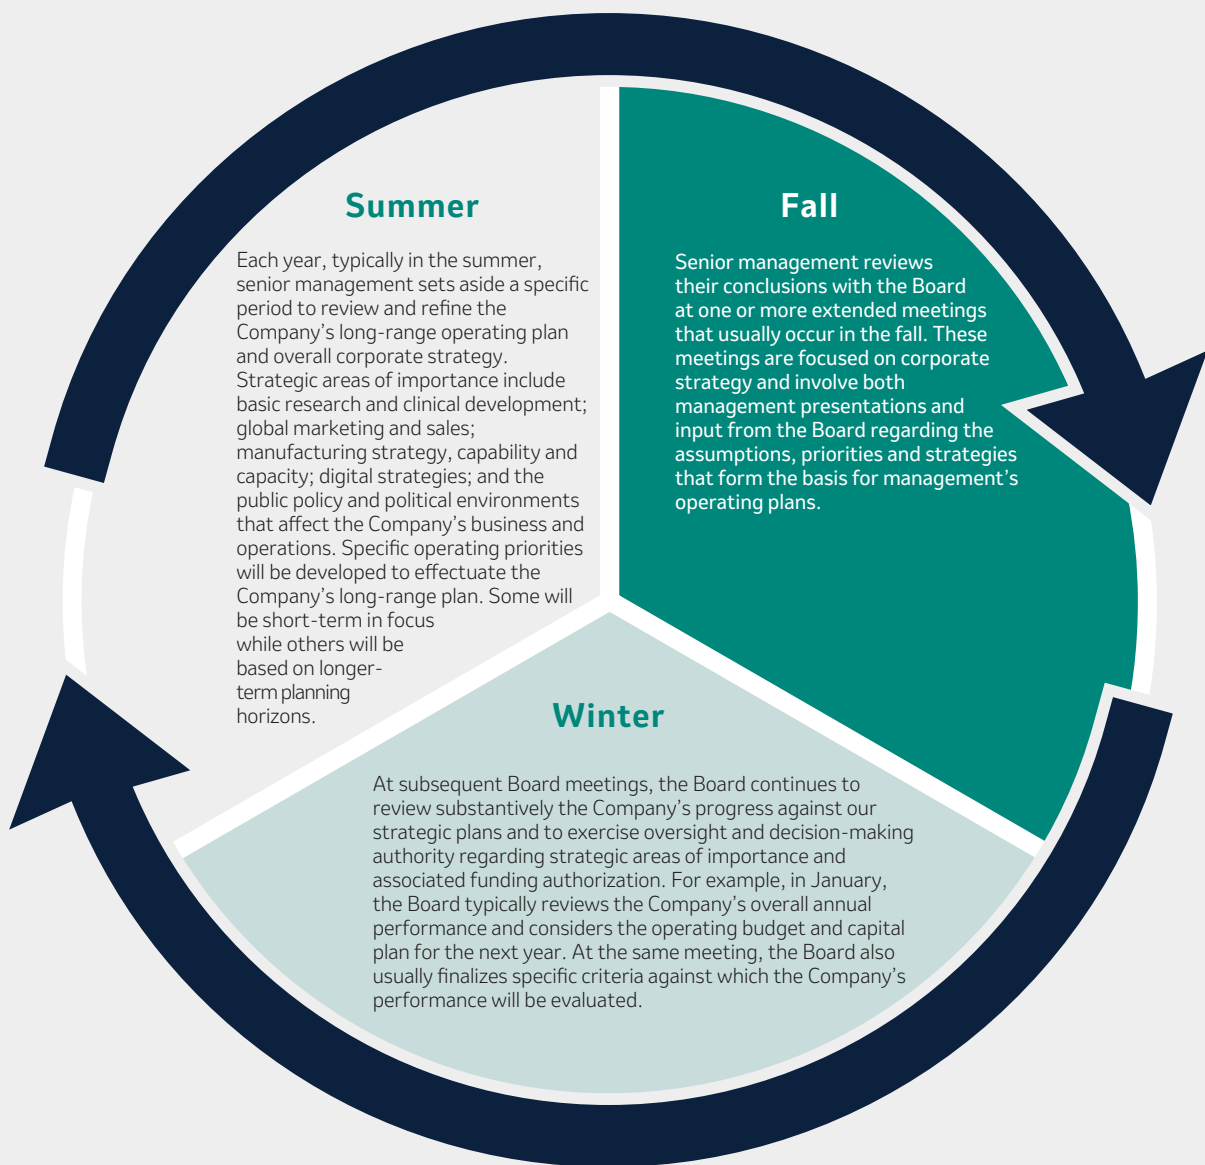 Summer
Each year, typically in the summer,
senior management sets aside a specific
period to review and refine the
Company’s long-range operating plan
and overall corporate strategy.
Strategic areas of importance include
basic research and clinical development;
global marketing and sales;
manufacturing strategy, capability and
capacity; digital strategies; and the
public policy and political environments
that affect the Company’s business and
operations. Specific operating priorities
will be developed to effectuate the
Company’s long-range plan. Some will
be short-term in focus
while others will be
based on longer-
term planning
horizons.
Fall
Senior management reviews
their conclusions with the Board
at one or more extended meetings
that usually occur in the fall. These
meetings are focused on corporate
strategy and involve both
management presentations and
input from the Board regarding the
assumptions, priorities and strategies
that form the basis for management’s
operating plans.
Winter
At subsequent Board meetings, the Board continues to
review substantively the Company’s progress against our
strategic plans and to exercise oversight and decision-making
authority regarding strategic areas of importance and
associated funding authorization. For example, in January,
the Board typically reviews the Company’s overall annual
performance and considers the operating budget and capital
plan for the next year. At the same meeting, the Board also
usually finalizes specific criteria against which the Company’s
performance will be evaluated.